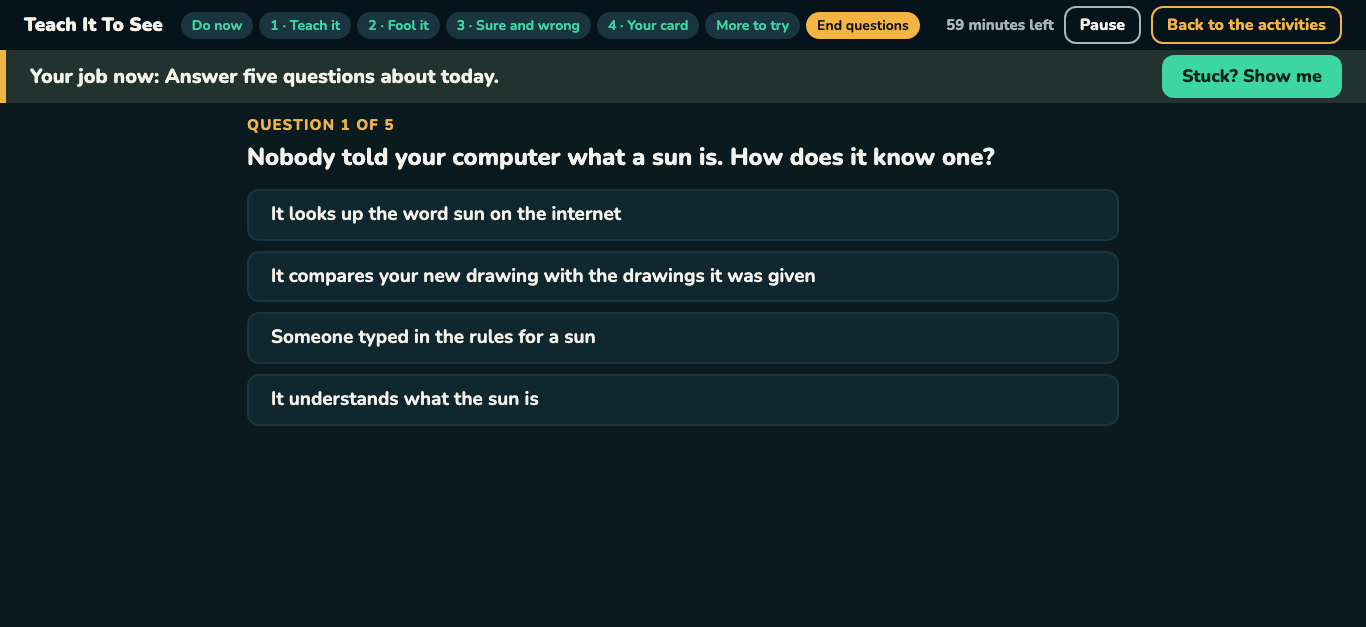 Teach It To See
Do now
1 · Teach it
2 · Fool it
3 · Sure and wrong
4 · Your card
More to try
End questions
59 minutes left
Pause
Back to the activities
Your job now: Answer five questions about today.
Stuck? Show me
QUESTION 1 OF 5
Nobody told your computer what a sun is. How does it know one?
It looks up the word sun on the internet
It compares your new drawing with the drawings it was given
Someone typed in the rules for a sun
It understands what the sun is